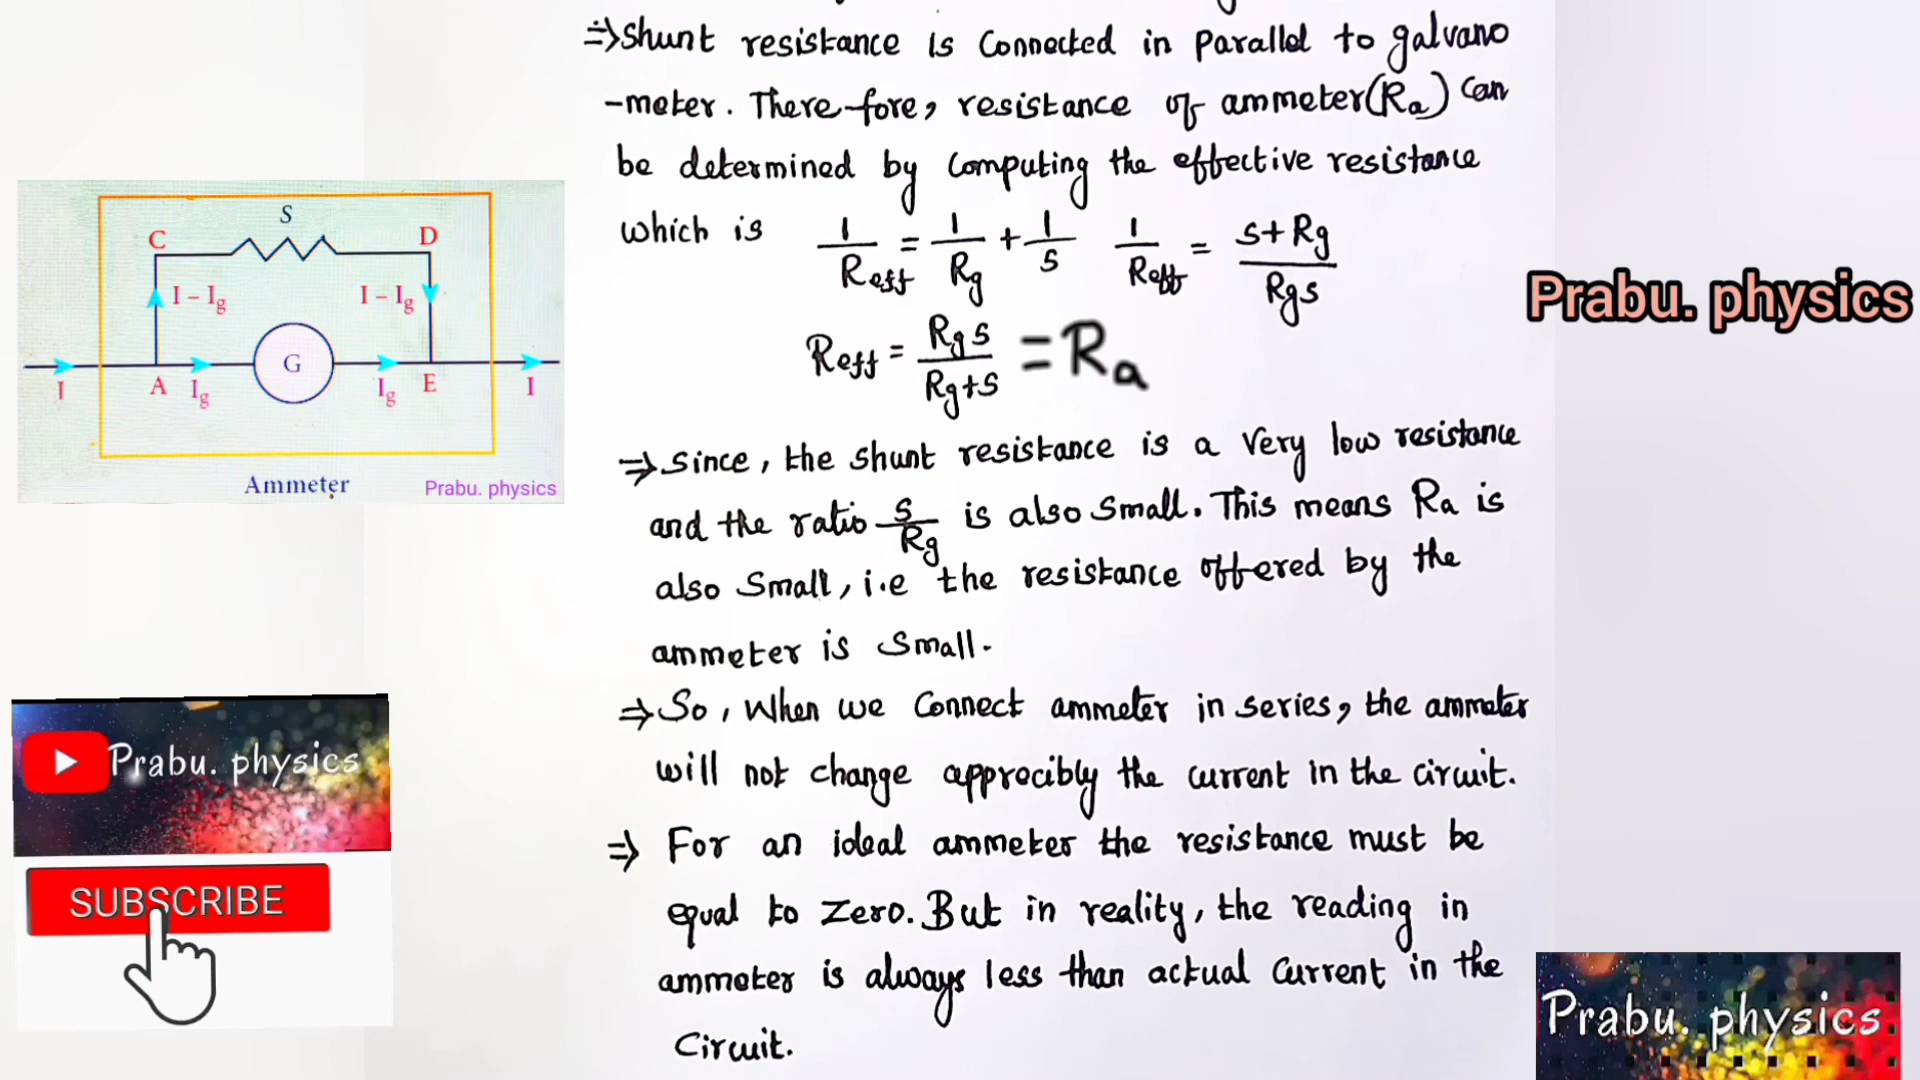 ⇒Shunt resistance is Connected in Parallel to galvano
-meter. There-fore, resistance of ammeter(Ra) Can
be determined by Computing the effective resistance
which is 1/Reff = 1/Rg + 1/S 1/Reff = S+Rg/RgS
Reff = RgS/Rg+S = Ra
⇒Since, the shunt resistance is a Very low resistance
and the ratio S/Rg is also Small. This means Ra is
also Small, i.e the resistance offered by the
ammeter is Small.
⇒So, When we Connect ammeter in series, the ammeter
will not change apprecibly the current in the circuit.
⇒ For an ideal ammeter the resistance must be
equal to Zero. But in reality, the reading in
ammeter is always less than actual Current in the
Circuit.
S
C D
I – Ig I – Ig
G
I A Ig Ig E I
Ammeter
Prabu. physics
Prabu. physics
SUBSCRIBE
Prabu. physics
Prabu. physics